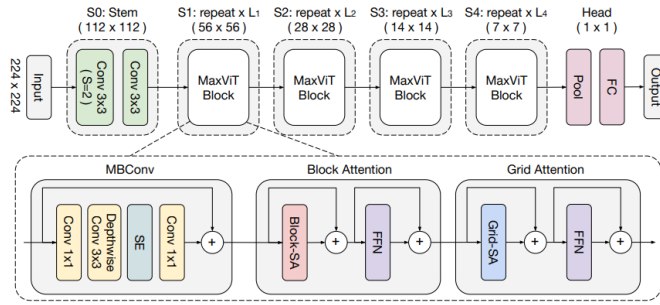 S0: Stem
(112 x 112)
S1: repeat x L₁
(56 x 56)
S2: repeat x L₂
(28 x 28)
S3: repeat x L₃
(14 x 14)
S4: repeat x L₄
(7 x 7)
Head
(1 x 1)
224 x 224
Input
Conv 3x3
(S=2)
Conv 3x3
MaxViT
Block
MaxViT
Block
MaxViT
Block
MaxViT
Block
Pool
FC
Output
MBConv
Conv 1x1
Depthwise
Conv 3x3
SE
Conv 1x1
+
Block Attention
Block-SA
+
FFN
+
Grid Attention
Grid-SA
+
FFN
+